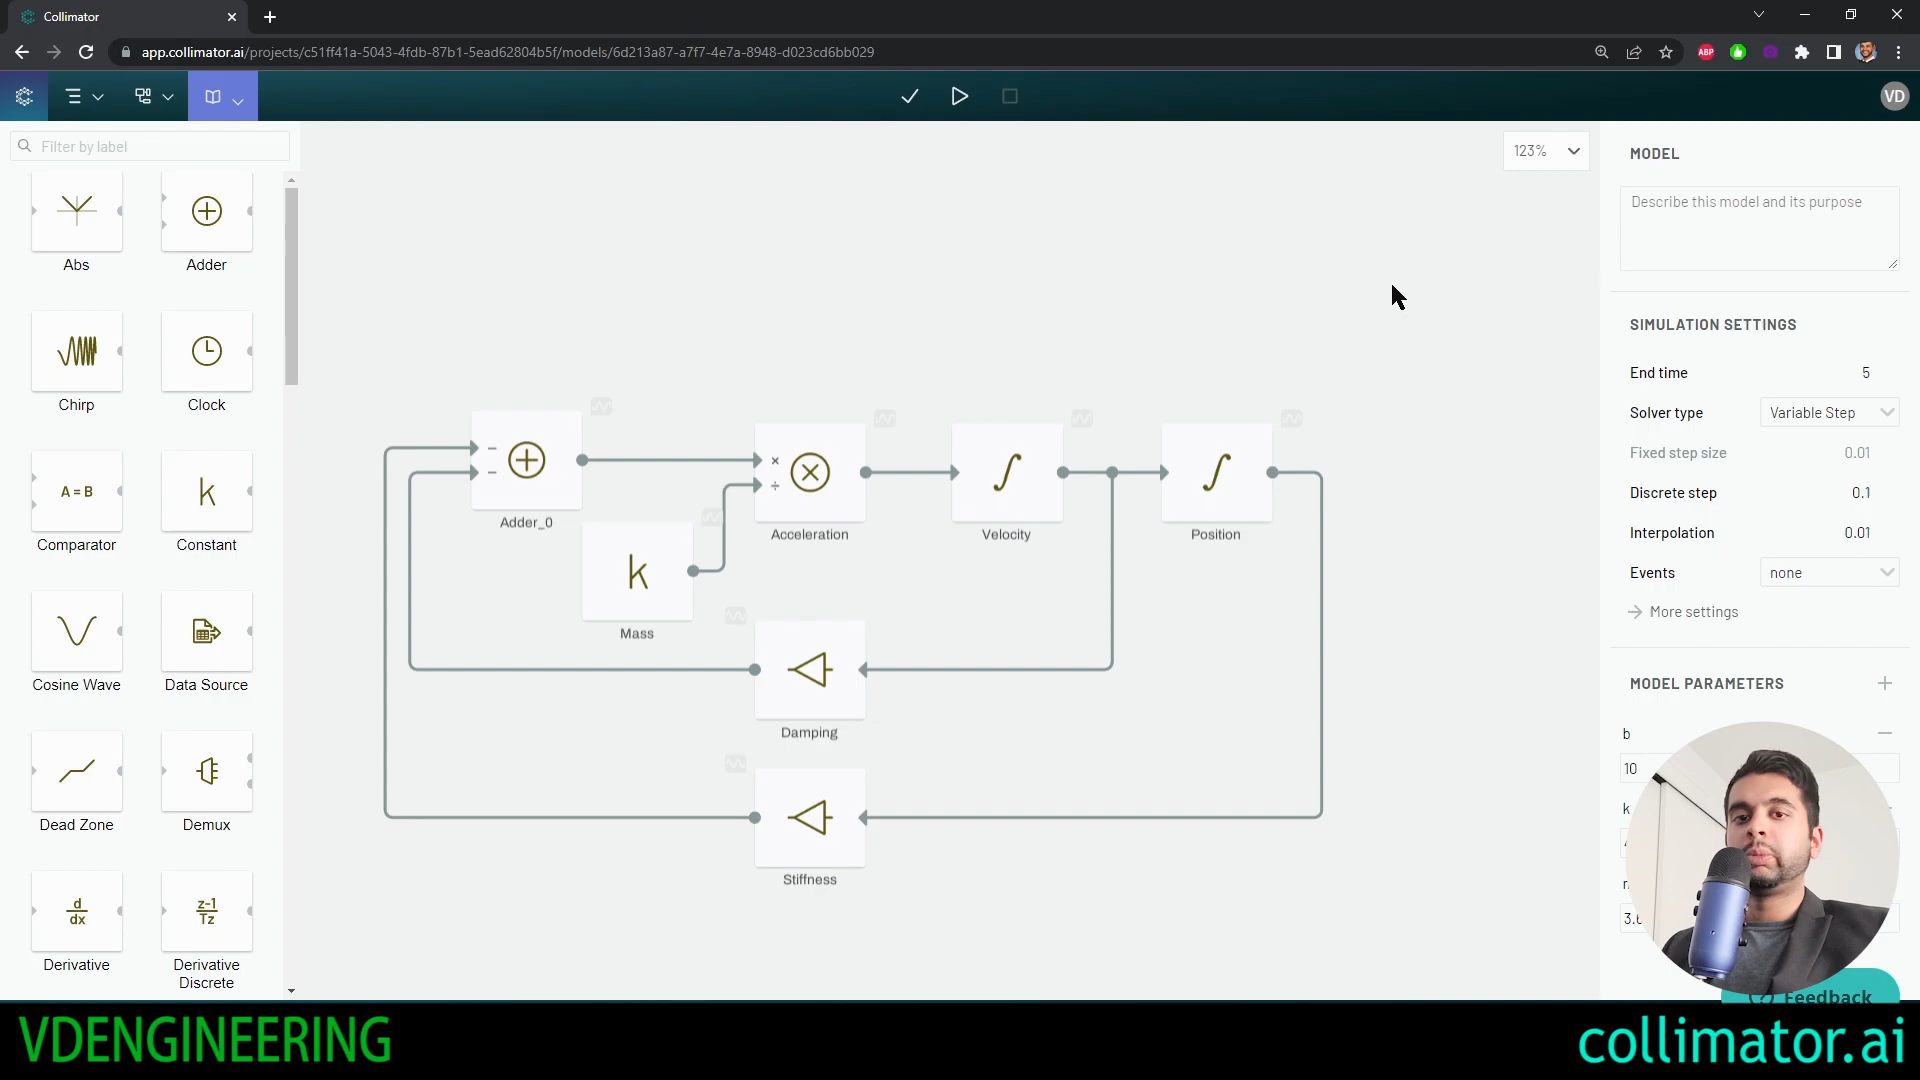 Collimator
app.collimator.ai/projects/c51ff41a-5043-4fdb-87b1-5ead62804b5f/models/6d213a87-a7f7-4e7a-8948-d023cd6bb029
ABP
VD
Filter by label
Abs
Adder
Chirp
Clock
A = B
k
Comparator
Constant
Cosine Wave
Data Source
Dead Zone
Demux
d
dx
z-1
Tz
Derivative
Derivative
Discrete
123%
Adder_0
k
Mass
×
÷
Acceleration
∫
Velocity
∫
Position
Damping
Stiffness
MODEL
Describe this model and its purpose
SIMULATION SETTINGS
End time 5
Solver type Variable Step
Fixed step size 0.01
Discrete step 0.1
Interpolation 0.01
Events none
More settings
MODEL PARAMETERS
b
10
k
Feedback
VDENGINEERING
collimator.ai